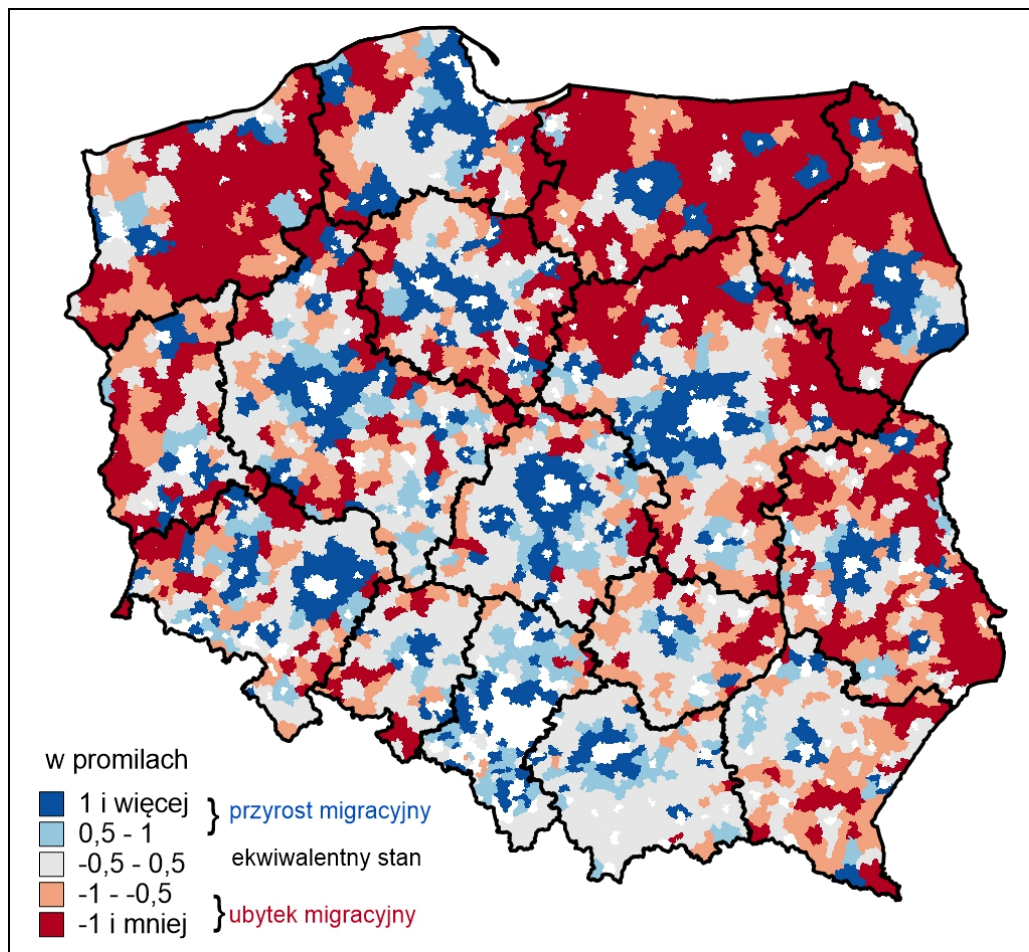 w promilach
1 i więcej
0,5 - 1
przyrost migracyjny
-0,5 - 0,5
ekwiwalentny stan
-1 - -0,5
-1 i mniej
ubytek migracyjny